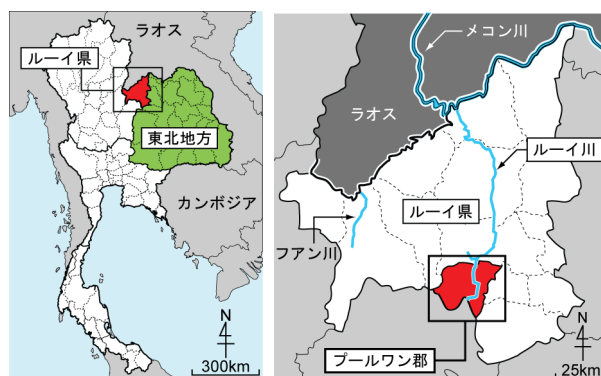 ラオス
ルーイ県
東北地方
カンボジア
N
300km
メコン川
ラオス
ルーイ川
ルーイ県
フアン川
プールワン郡
N
25km